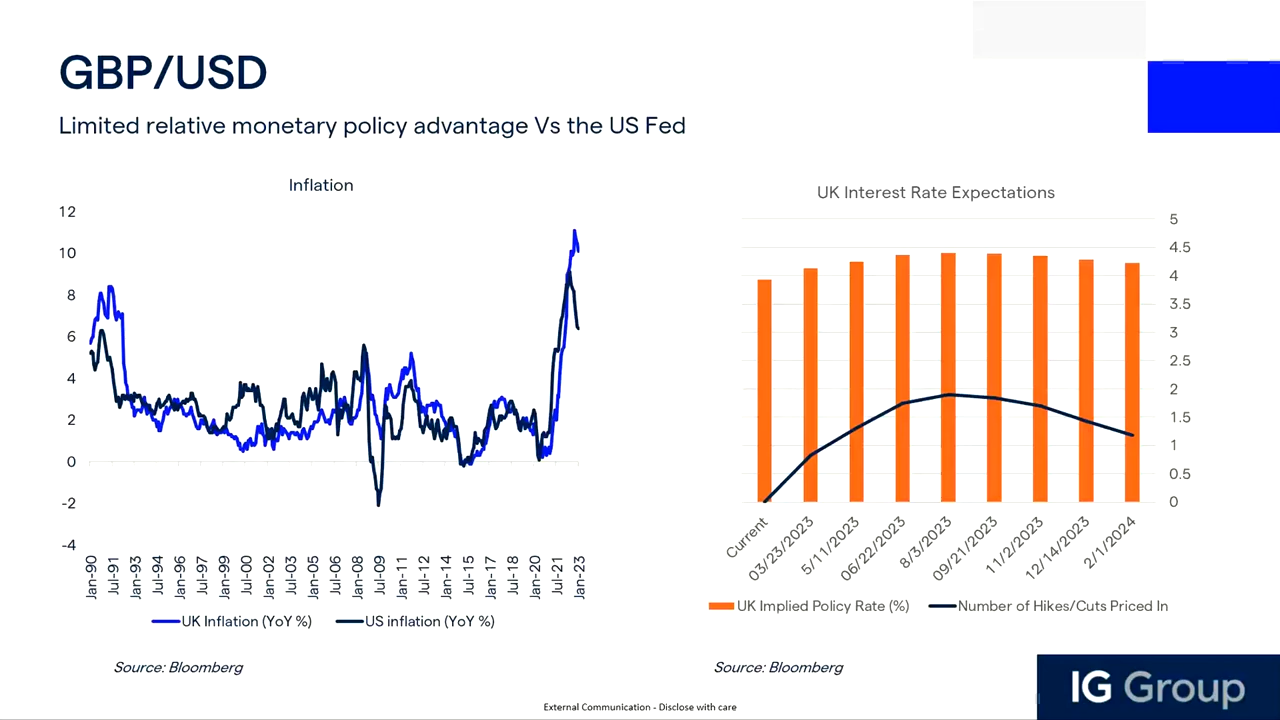 GBP/USD
Limited relative monetary policy advantage Vs the US Fed
Inflation
12
10
8
6
4
2
0
-2
-4
Jan-90
Jul-91
Jan-93
Jul-94
Jan-96
Jul-97
Jan-99
Jul-00
Jan-02
Jul-03
Jan-05
Jul-06
Jan-08
Jul-09
Jan-11
Jul-12
Jan-14
Jul-15
Jan-17
Jul-18
Jan-20
Jul-21
Jan-23
UK Inflation (YoY %)
US inflation (YoY %)
Source: Bloomberg
UK Interest Rate Expectations
5
4.5
4
3.5
3
2.5
2
1.5
1
0.5
0
Current
03/23/2023
5/11/2023
06/22/2023
8/3/2023
09/21/2023
11/2/2023
12/14/2023
2/1/2024
UK Implied Policy Rate (%)
Number of Hikes/Cuts Priced In
Source: Bloomberg
IG Group
External Communication - Disclose with care